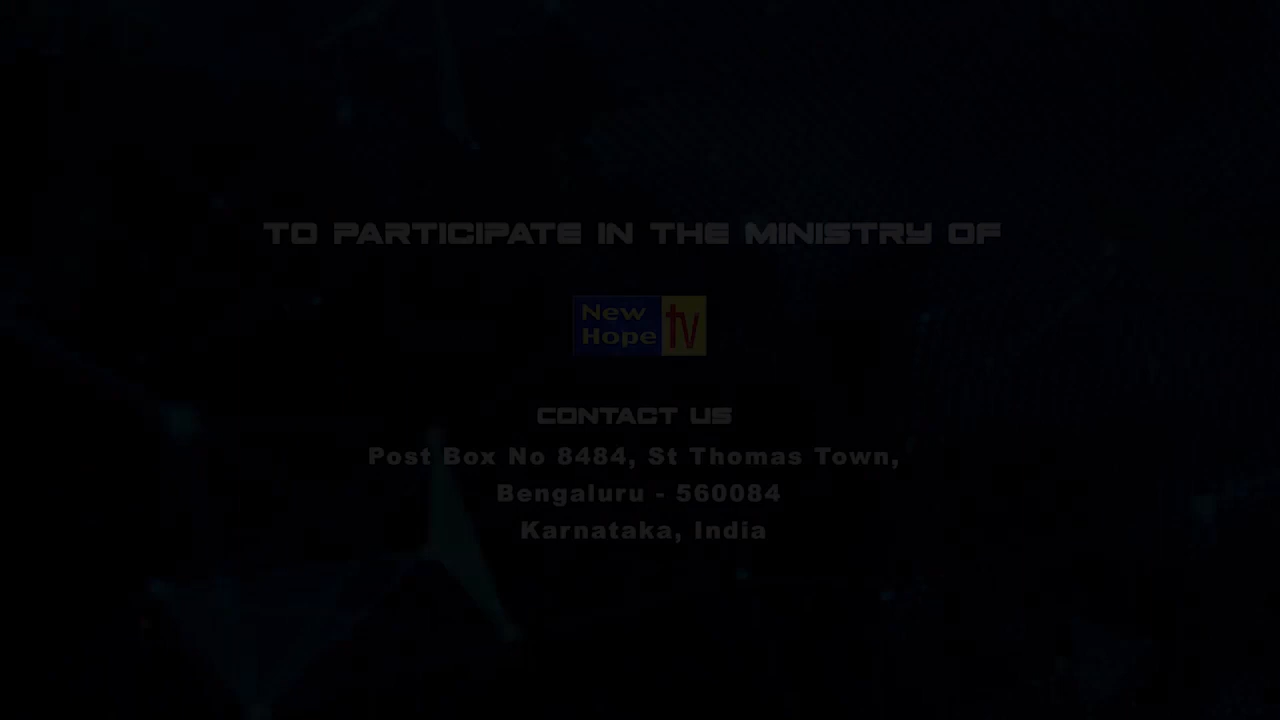 TO PARTICIPATE IN THE MINISTRY OF
New Hope tv
CONTACT US
Post Box No 8484, St Thomas Town,
Bengaluru - 560084
Karnataka, India